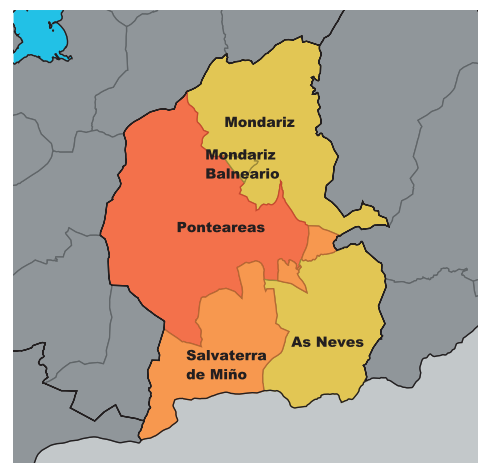 Mondariz
Mondariz
Balneario
Ponteareas
As Neves
Salvaterra
de Miño